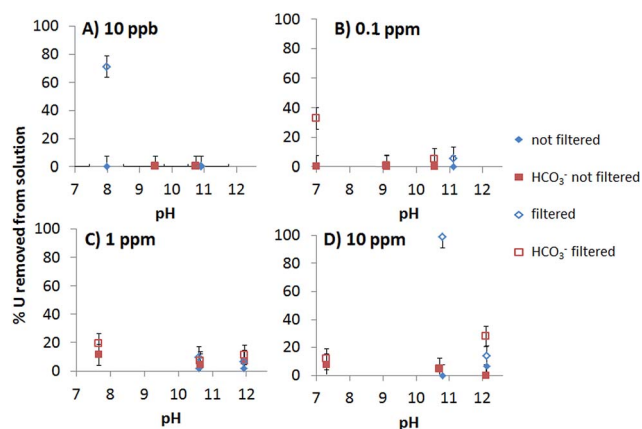 A) 10 ppb
B) 0.1 ppm
100
80
60
40
20
0
7 8 9 10 11 12
pH
100
80
60
40
20
0
7 8 9 10 11 12
pH
% U removed from solution
C) 1 ppm
D) 10 ppm
100
80
60
40
20
0
7 8 9 10 11 12
pH
100
80
60
40
20
0
7 8 9 10 11 12
pH
not filtered
HCO₃⁻ not filtered
filtered
HCO₃⁻ filtered